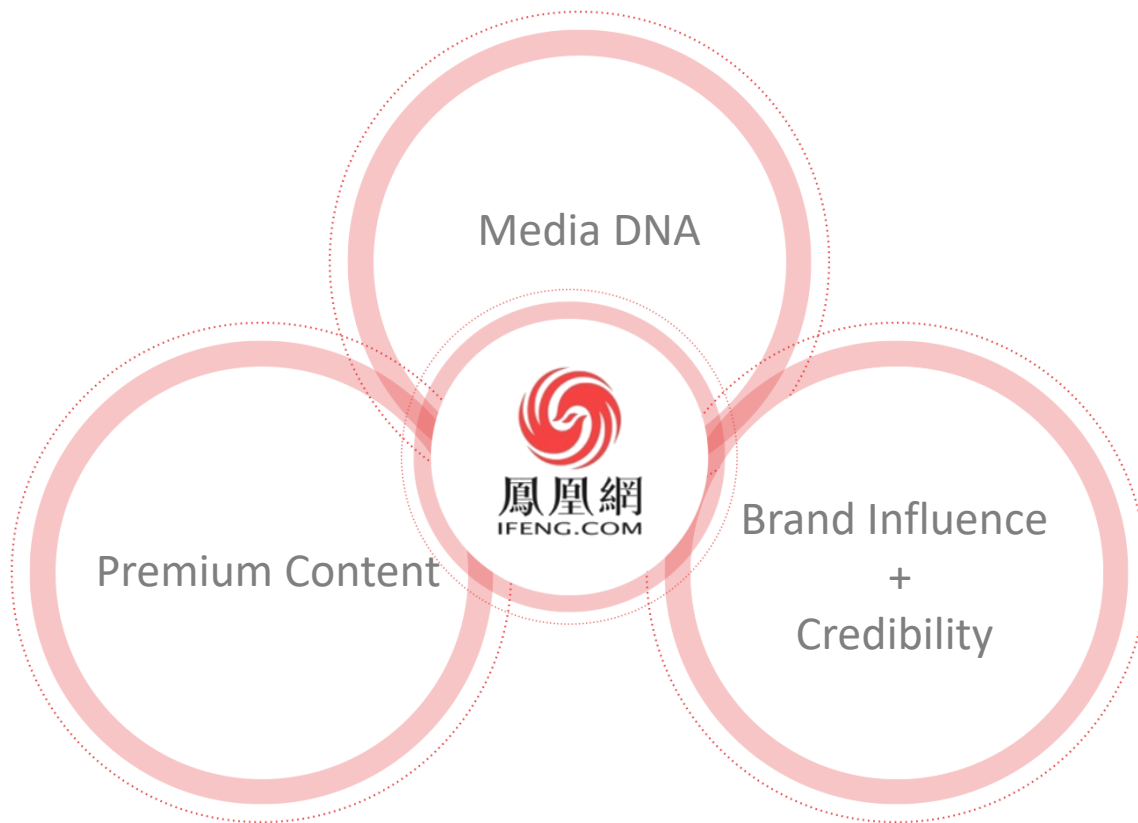 Media DNA
鳳凰網
IFENG.COM
Premium Content
Brand Influence
+
Credibility